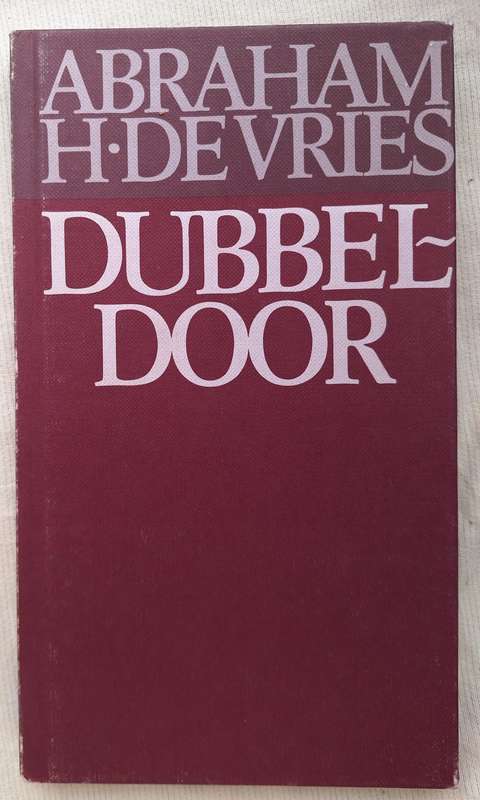 ABRAHAM
H·DE VRIES
DUBBEL-
DOOR